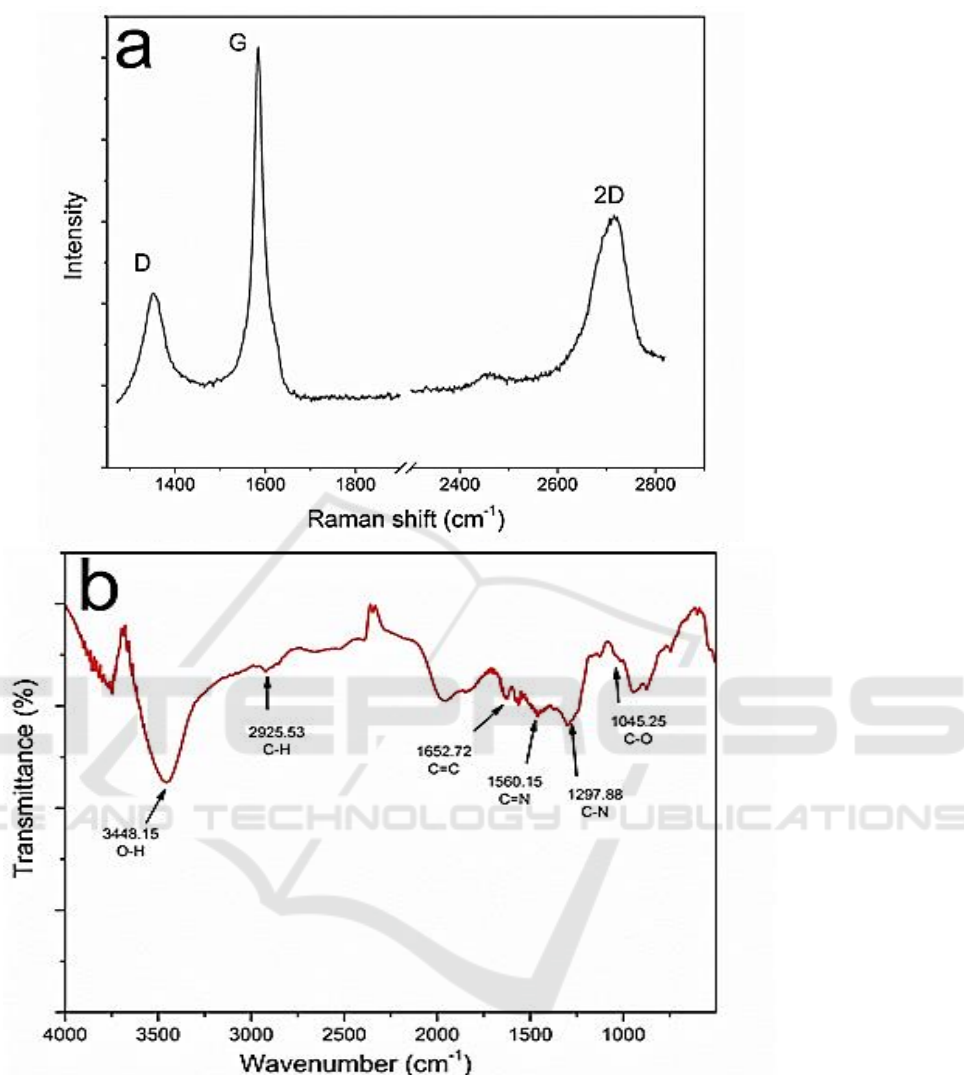 a
G
D
2D
Intensity
1400 1600 1800 2400 2600 2800
Raman shift (cm⁻¹)
b
2925.53
C-H
1652.72
C=C
1560.15
C=N
1297.88
C-N
1045.25
C-O
3448.15
O-H
Transmittance (%)
4000 3500 3000 2500 2000 1500 1000
Wavenumber (cm⁻¹)
ITEPRESS
CE AND TECHNOLOGY PUBLICATIONS